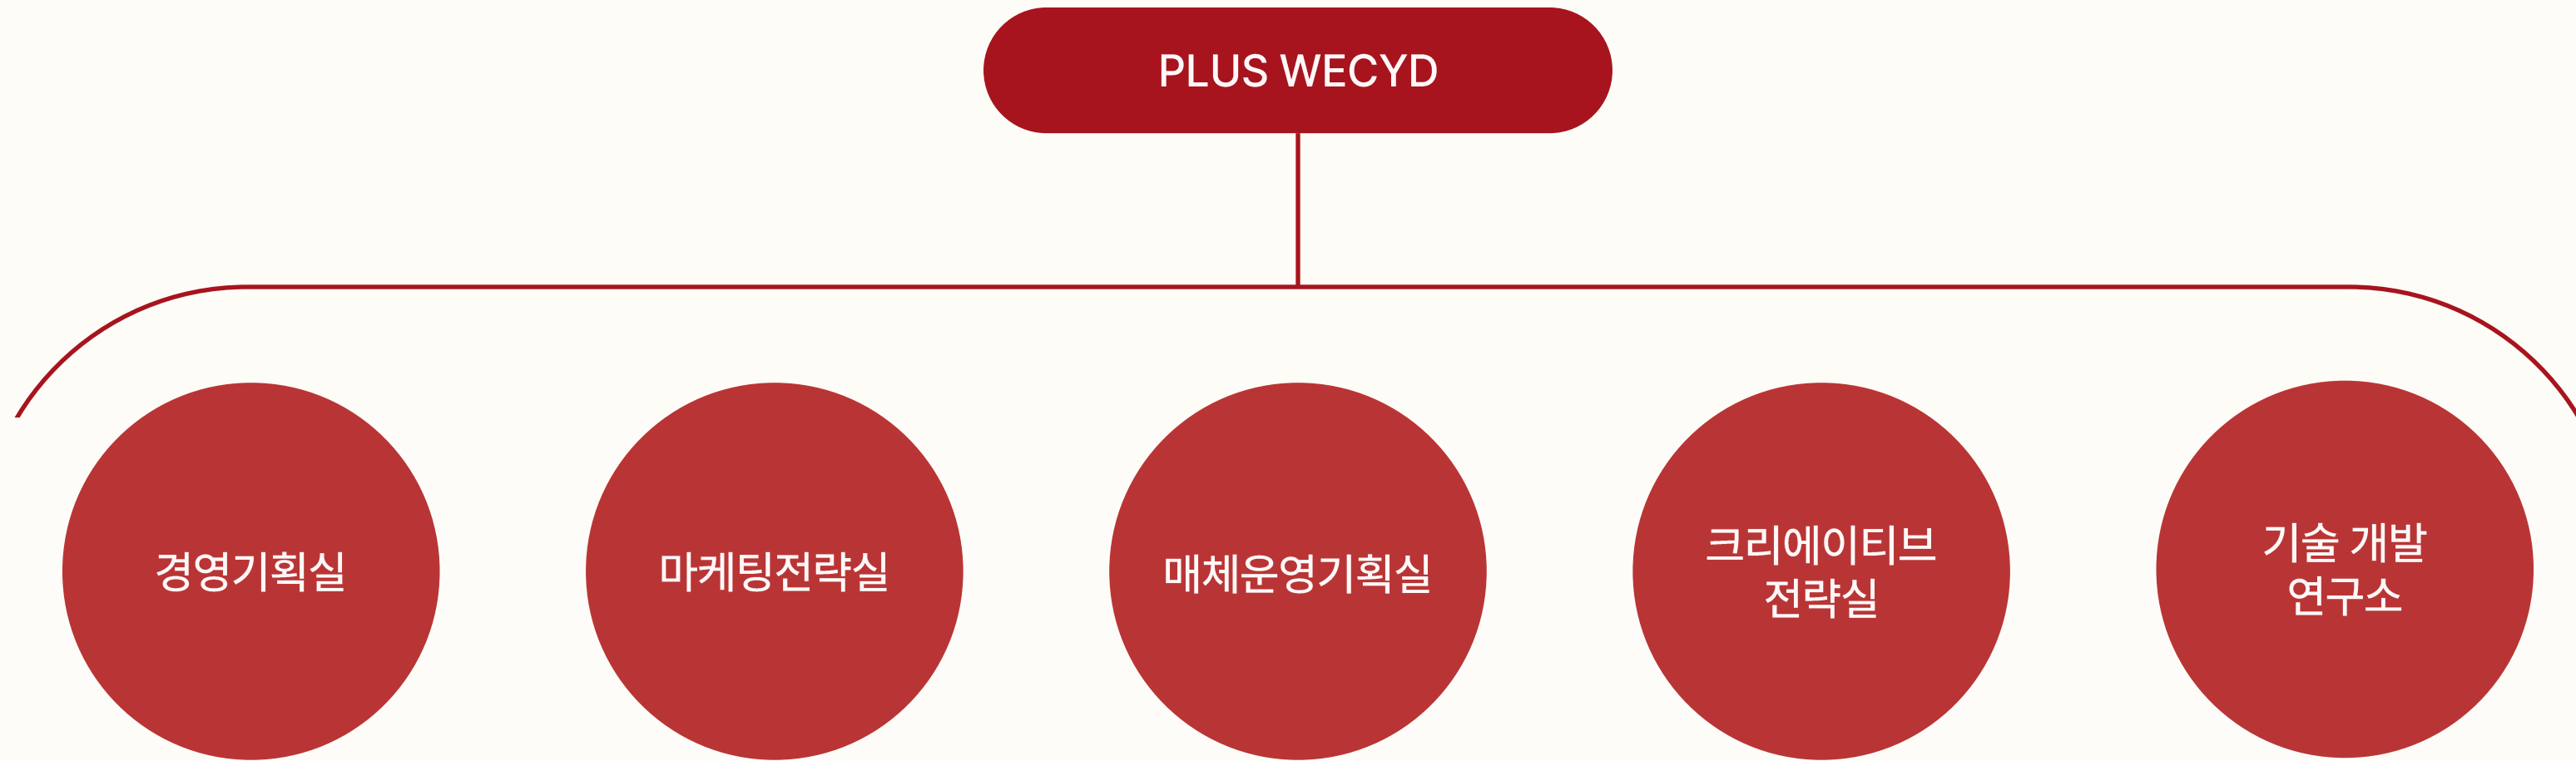 PLUS WECYD
경영기획실
마케팅전략실
매체운영기획실
크리에이티브
전략실
기술 개발
연구소